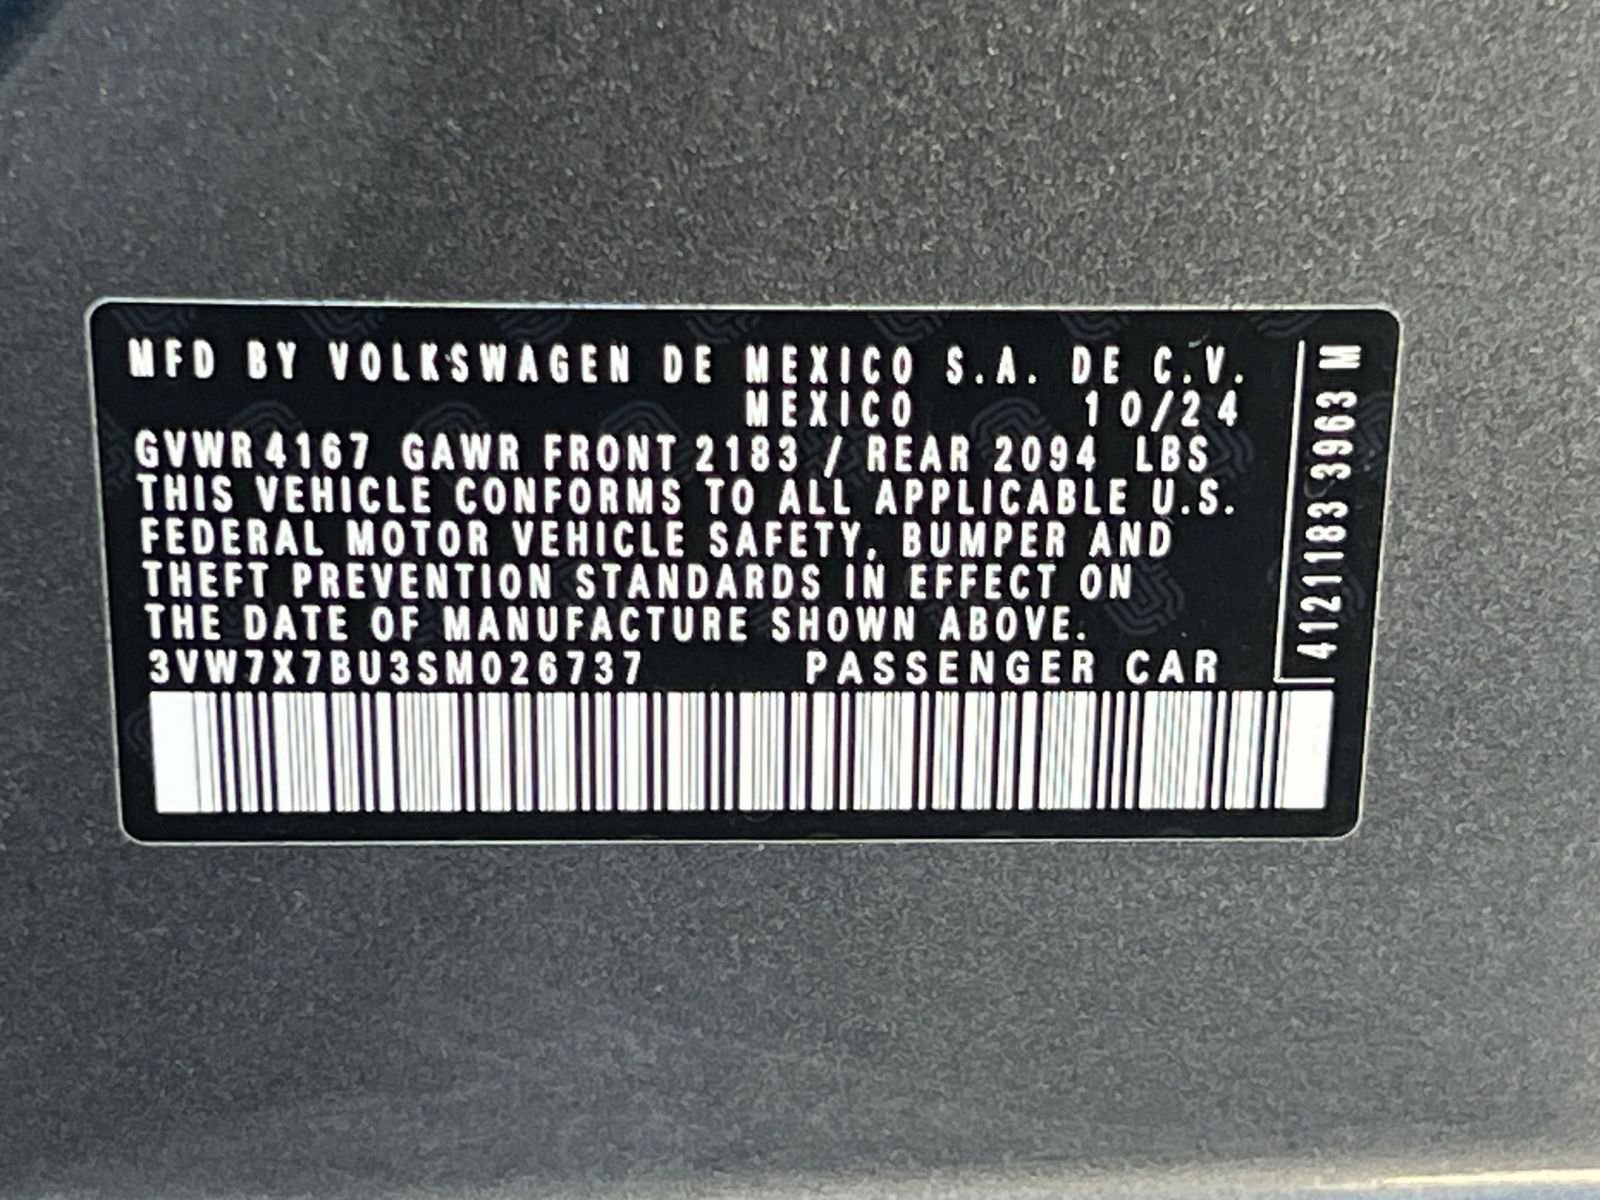 MFD BY VOLKSWAGEN DE MEXICO S.A. DE C.V.
MEXICO 10/24
GVWR 4167 GAWR FRONT 2183 / REAR 2094 LBS
THIS VEHICLE CONFORMS TO ALL APPLICABLE U.S.
FEDERAL MOTOR VEHICLE SAFETY, BUMPER AND
THEFT PREVENTION STANDARDS IN EFFECT ON
THE DATE OF MANUFACTURE SHOWN ABOVE.
3VW7X7BU3SM026737 PASSENGER CAR
4121183 3963 M